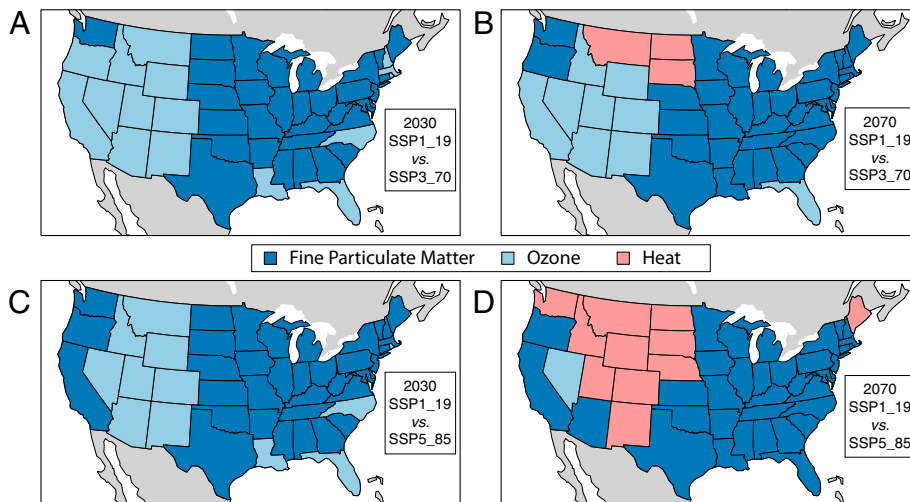 A
2030
SSP1_19
vs.
SSP3_70
B
2070
SSP1_19
vs.
SSP3_70
Fine Particulate Matter
Ozone
Heat
C
2030
SSP1_19
vs.
SSP5_85
D
2070
SSP1_19
vs.
SSP5_85